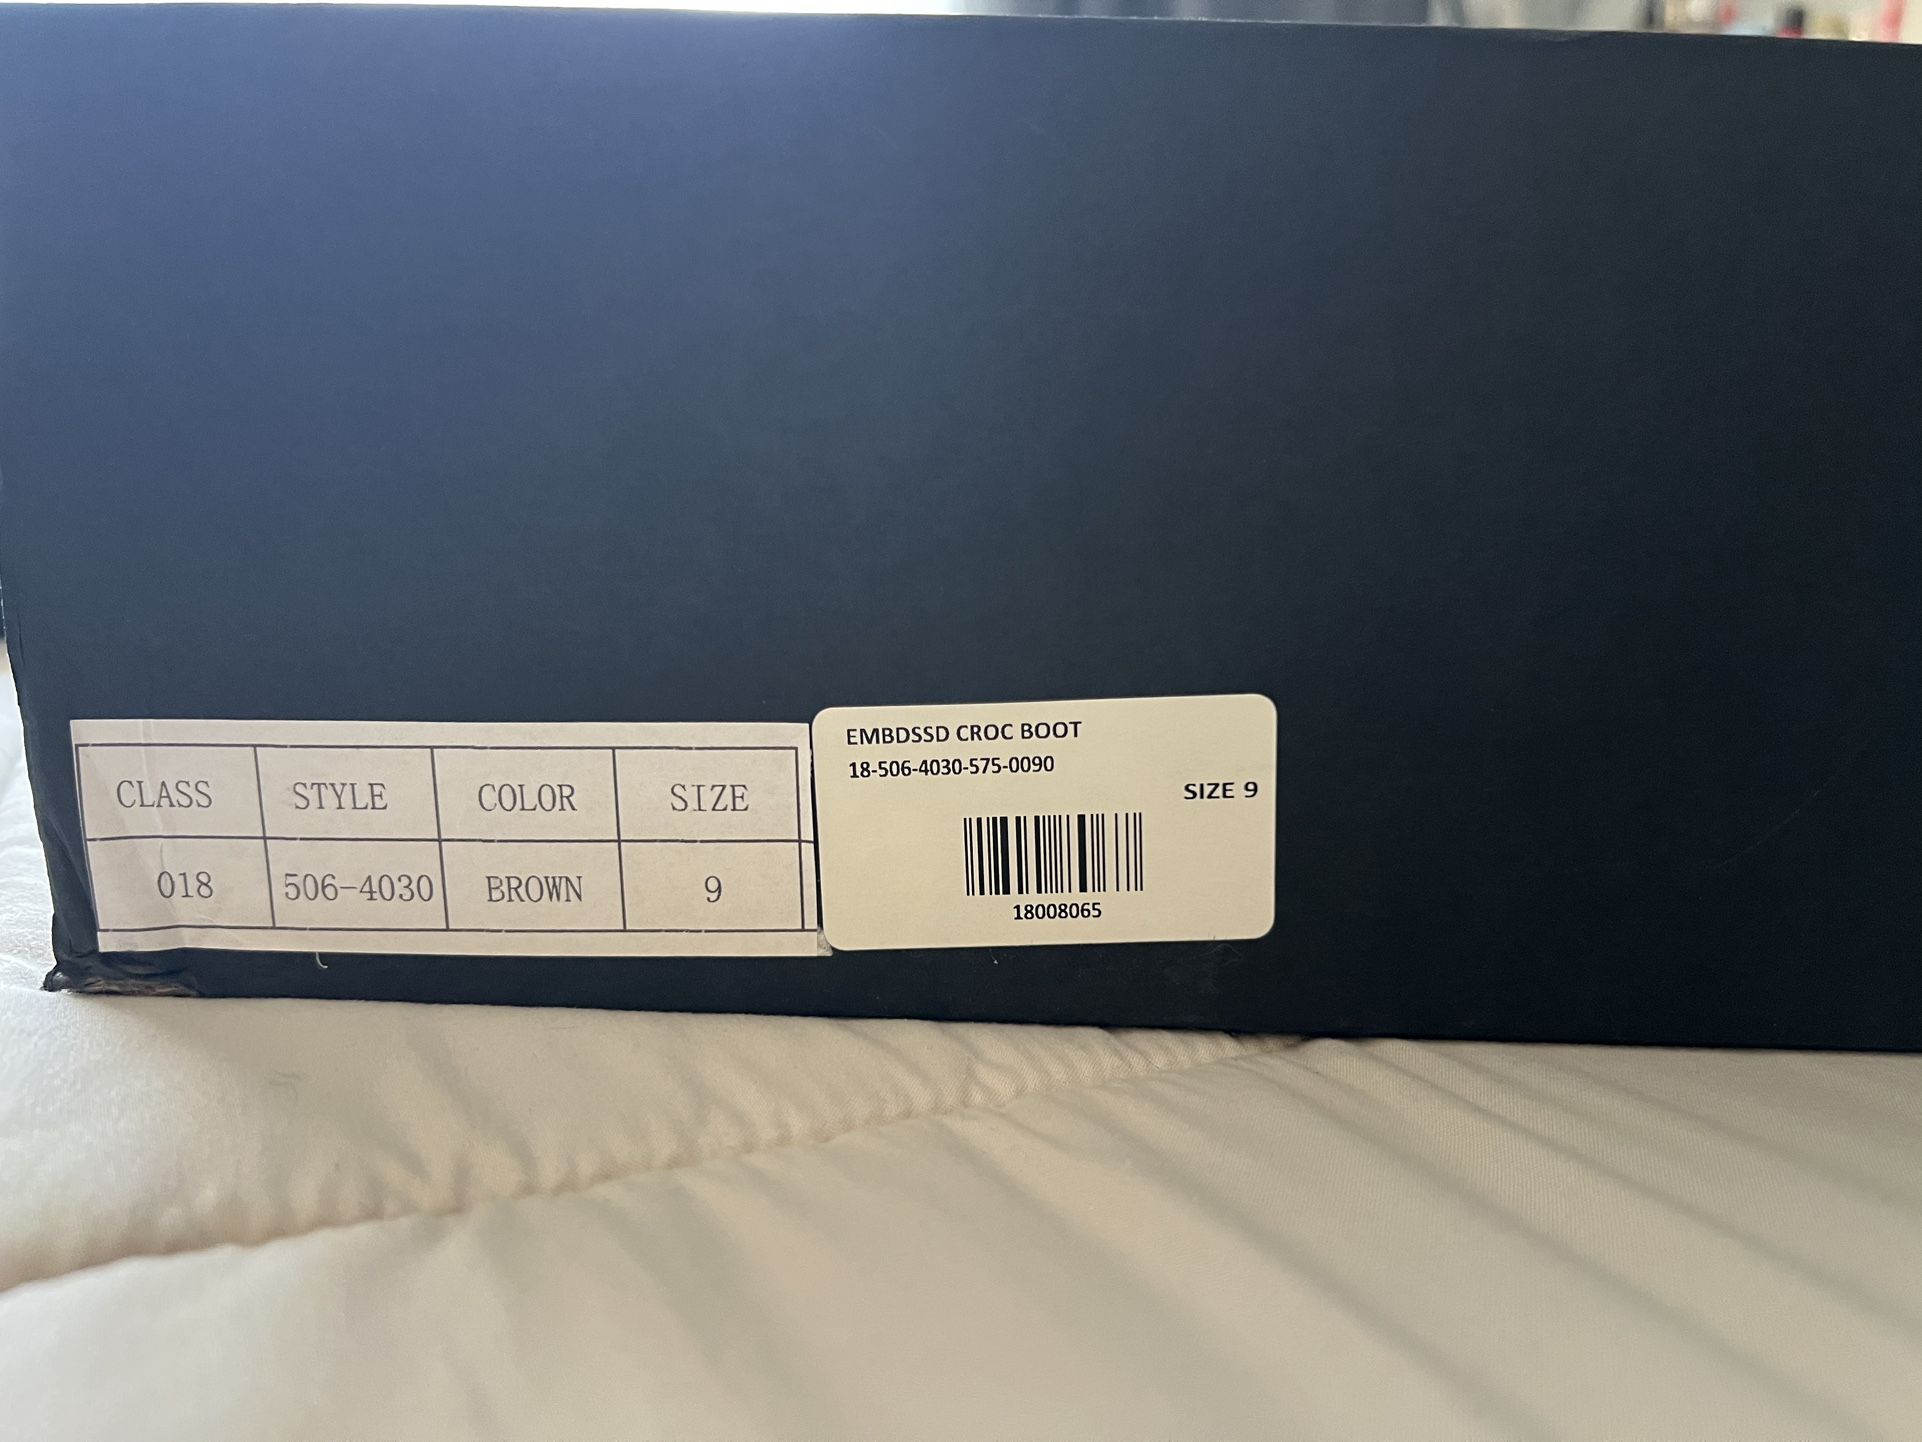 CLASS STYLE COLOR SIZE
018 506-4030 BROWN 9
EMBDSSD CROC BOOT
18-506-4030-575-0090
SIZE 9
18008065